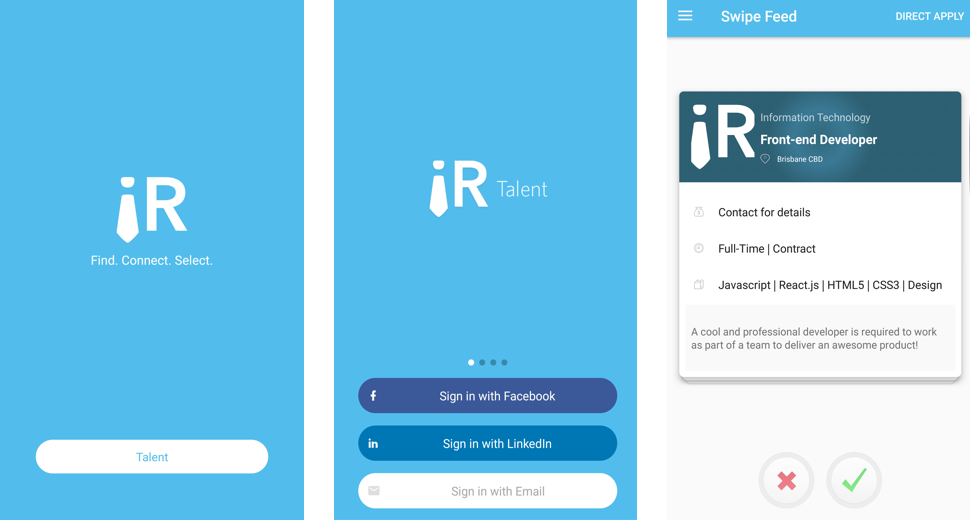 iR
Find. Connect. Select.
Talent
iR Talent
Sign in with Facebook
in
Sign in with LinkedIn
Sign in with Email
Swipe Feed
DIRECT APPLY
iR
Information Technology
Front-end Developer
Brisbane CBD
Contact for details
Full-Time | Contract
Javascript | React.js | HTML5 | CSS3 | Design
A cool and professional developer is required to work
as part of a team to deliver an awesome product!